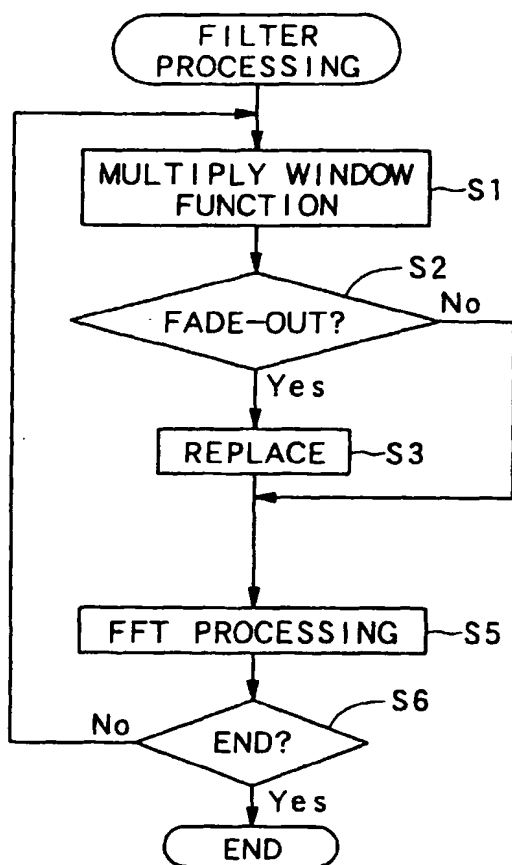 FILTER
PROCESSING
MULTIPLY WINDOW
FUNCTION
S1
S2
FADE-OUT?
No
Yes
REPLACE
S3
FFT PROCESSING
S5
S6
No
END?
Yes
END